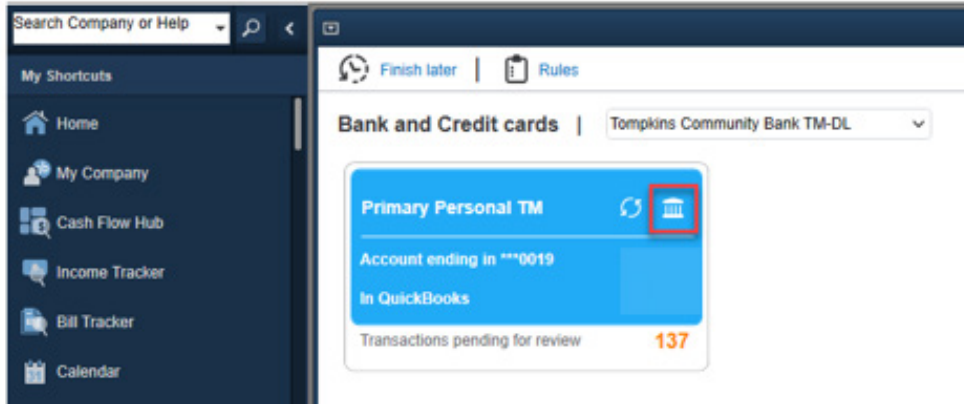 Search Company or Help
My Shortcuts
Home
My Company
Cash Flow Hub
Income Tracker
Bill Tracker
Calendar
Finish later | Rules
Bank and Credit cards | Tompkins Community Bank TM-DL
Primary Personal TM
Account ending in ***0019
In QuickBooks
Transactions pending for review 137